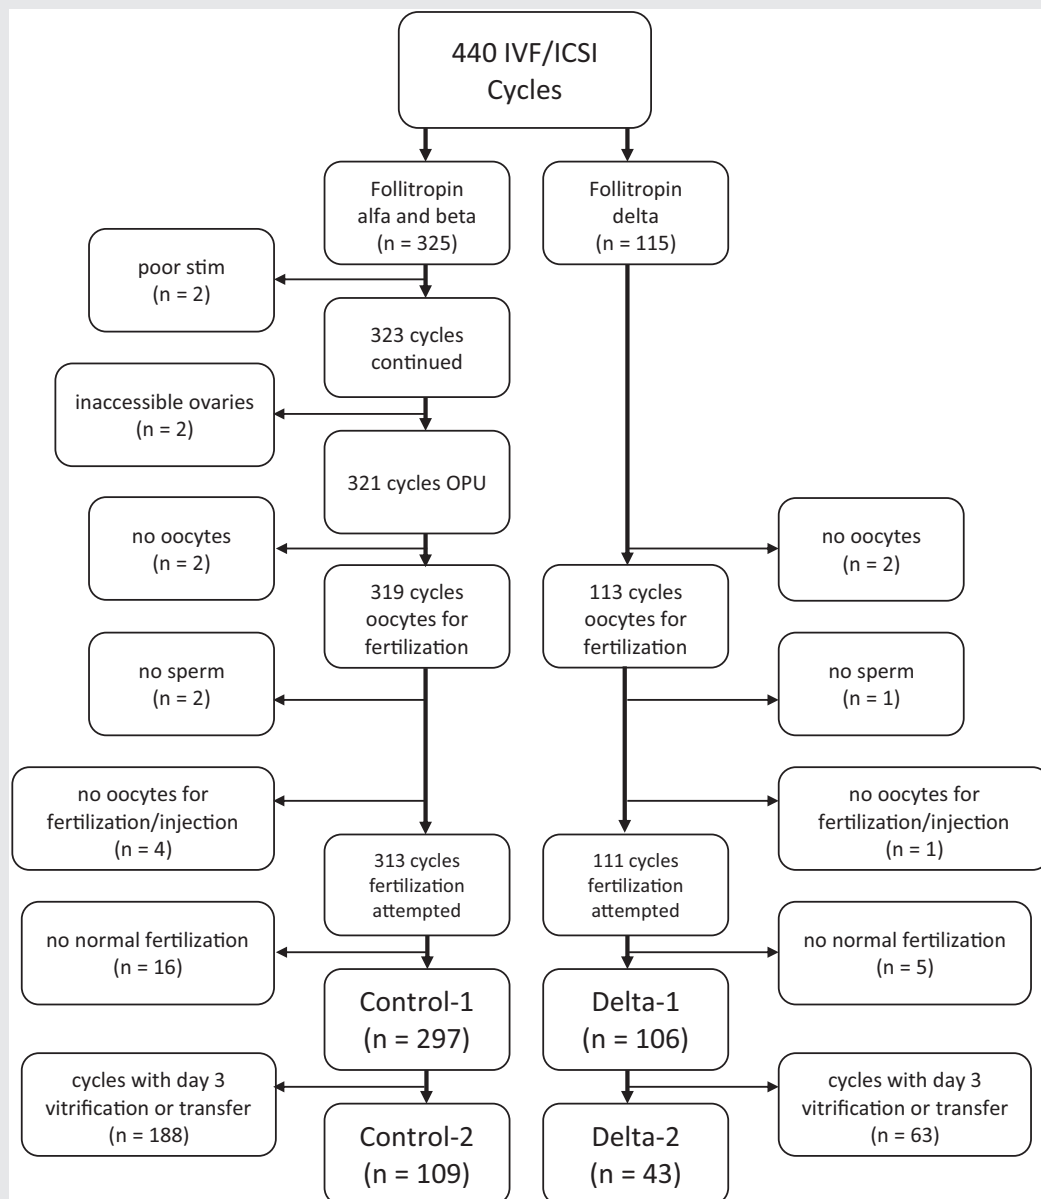 440 IVF/ICSI
Cycles
Follitropin
alfa and beta
(n = 325)
Follitropin
delta
(n = 115)
poor stim
(n = 2)
323 cycles
continued
inaccessible ovaries
(n = 2)
321 cycles OPU
no oocytes
(n = 2)
no oocytes
(n = 2)
319 cycles
oocytes for
fertilization
113 cycles
oocytes for
fertilization
no sperm
(n = 2)
no sperm
(n = 1)
no oocytes for
fertilization/injection
(n = 4)
no oocytes for
fertilization/injection
(n = 1)
313 cycles
fertilization
attempted
111 cycles
fertilization
attempted
no normal fertilization
(n = 16)
no normal fertilization
(n = 5)
Control-1
(n = 297)
Delta-1
(n = 106)
cycles with day 3
vitrification or transfer
(n = 188)
cycles with day 3
vitrification or transfer
(n = 63)
Control-2
(n = 109)
Delta-2
(n = 43)